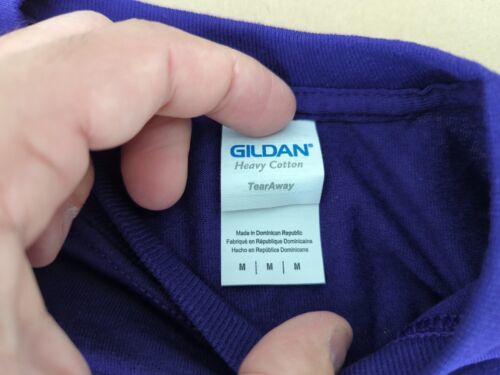 GILDAN®
Heavy Cotton
TearAway
Made in Dominican Republic
Fabriqué en République Dominicaine
Hecho en República Dominicana
M | M | M